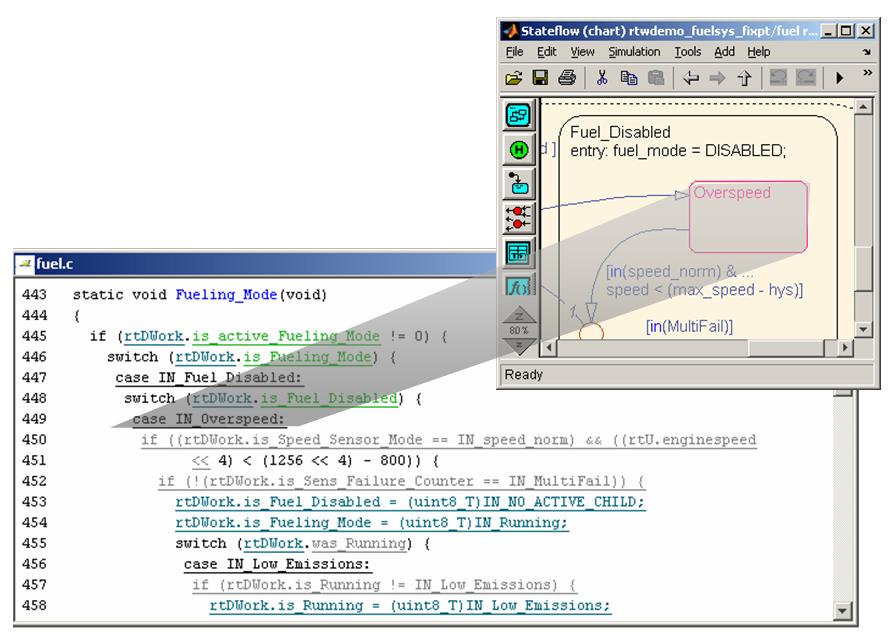 Stateflow (chart) rtwdemo_fuelsys_fixpt/fuel r...
File Edit View Simulation Tools Add Help
Fuel_Disabled
entry: fuel_mode = DISABLED;
d ]
Overspeed
[in(speed_norm) & ...
speed < (max_speed - hys)]
1
[in(MultiFail)]
H
f()
Z
80%
Z
Ready
fuel.c
443 static void Fueling_Mode(void)
444 {
445 if (rtDWork.is_active_Fueling_Mode != 0) {
446 switch (rtDWork.is_Fueling_Mode) {
447 case IN_Fuel_Disabled:
448 switch (rtDWork.is_Fuel_Disabled) {
449 case IN_Overspeed:
450 if ((rtDWork.is_Speed_Sensor_Mode == IN_speed_norm) && ((rtU.enginespeed
451 << 4) < (1256 << 4) - 800)) {
452 if (!(rtDWork.is_Sens_Failure_Counter == IN_MultiFail)) {
453 rtDWork.is_Fuel_Disabled = (uint8_T)IN_NO_ACTIVE_CHILD;
454 rtDWork.is_Fueling_Mode = (uint8_T)IN_Running;
455 switch (rtDWork.was_Running) {
456 case IN_Low_Emissions:
457 if (rtDWork.is_Running != IN_Low_Emissions) {
458 rtDWork.is_Running = (uint8_T)IN_Low_Emissions;